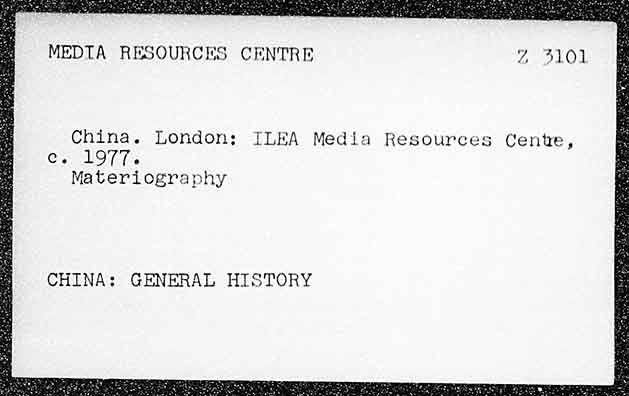 MEDIA RESOURCES CENTRE Z 3101
China. London: ILEA Media Resources Centre,
c. 1977.
Materiography
CHINA: GENERAL HISTORY